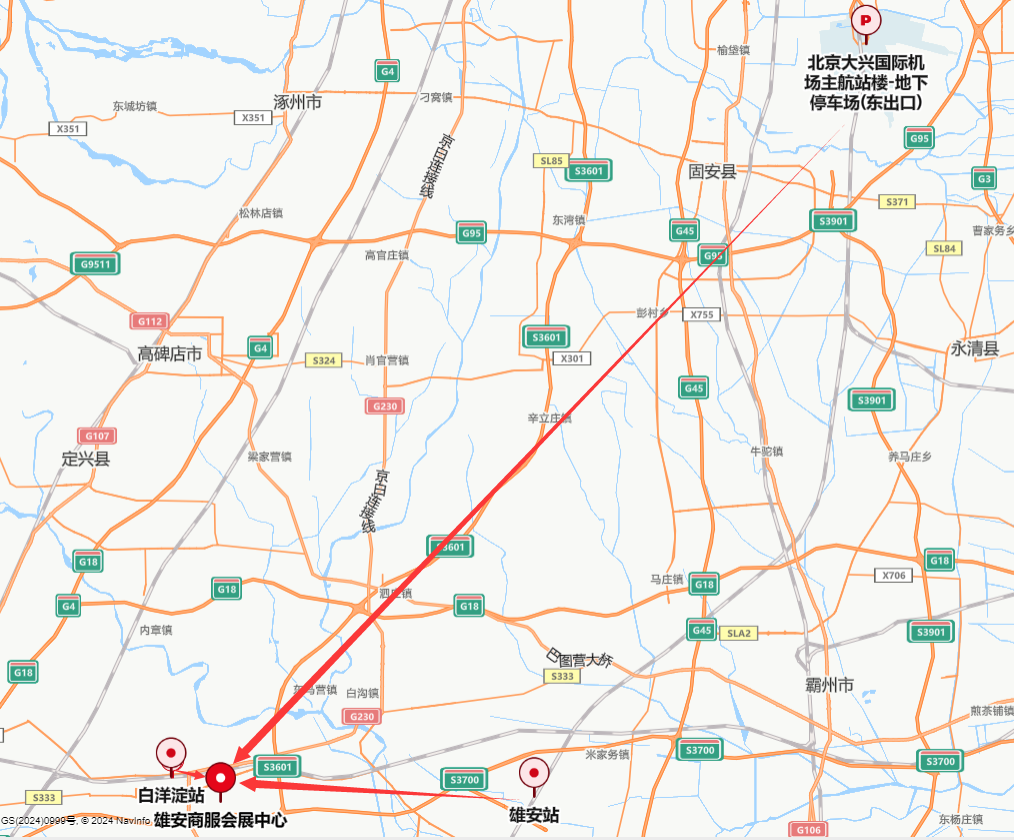 P
北京大兴国际机
场主航站楼-地下
停车场(东出口)
榆垡镇
G4
涿州市
刁窝镇
东城坊镇
X351
X351
G95
京白连接线
SL85
S3601
固安县
G3
S371
松林店镇
东湾镇
S3901
G45
G95
曹家务乡
SL84
高官庄镇
G95
G9511
G112
彭村乡
X755
S3601
高碑店市
G4
S324
肖官营镇
X301
永清县
G45
S3901
G230
辛立庄镇
G107
定兴县
梁家营镇
牛驼镇
养马庄乡
京白连接线
S3601
G18
G18
X706
马庄镇
G18
G18
泗庄镇
G4
G18
内章镇
G45
SLA2
S3901
图营大桥
G18
S333
东马营镇
白沟镇
霸州市
G230
煎茶铺镇
米家务镇
S3700
S3601
S3700
S3700
白洋淀站
S333
雄安站
雄安商服会展中心
GS(2024)0999号, © 2024 NavInfo,
东杨庄镇
G106